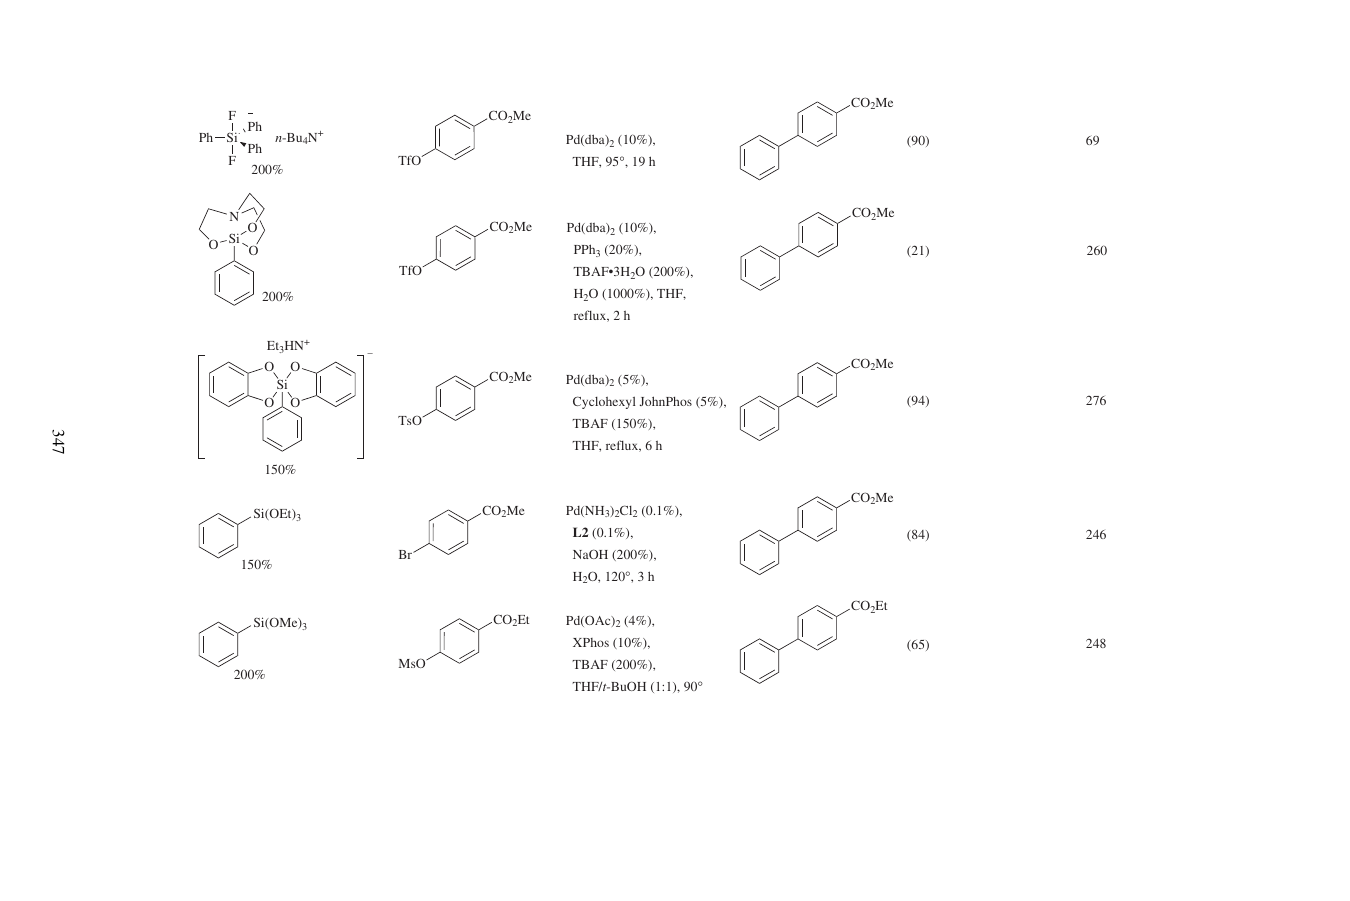 F
–
Ph
Si
Ph
Ph
F
n-Bu4N+
200%
CO2Me
TfO
Pd(dba)2 (10%),
THF, 95°, 19 h
CO2Me
(90)
69
N
O
Si
O
O
200%
CO2Me
TfO
Pd(dba)2 (10%),
PPh3 (20%),
TBAF•3H2O (200%),
H2O (1000%), THF,
reflux, 2 h
CO2Me
(21)
260
Et3HN+
–
O
O
Si
O
O
150%
CO2Me
TsO
Pd(dba)2 (5%),
Cyclohexyl JohnPhos (5%),
TBAF (150%),
THF, reflux, 6 h
CO2Me
(94)
276
347
Si(OEt)3
150%
CO2Me
Br
Pd(NH3)2Cl2 (0.1%),
L2 (0.1%),
NaOH (200%),
H2O, 120°, 3 h
CO2Me
(84)
246
Si(OMe)3
200%
CO2Et
MsO
Pd(OAc)2 (4%),
XPhos (10%),
TBAF (200%),
THF/t-BuOH (1:1), 90°
CO2Et
(65)
248